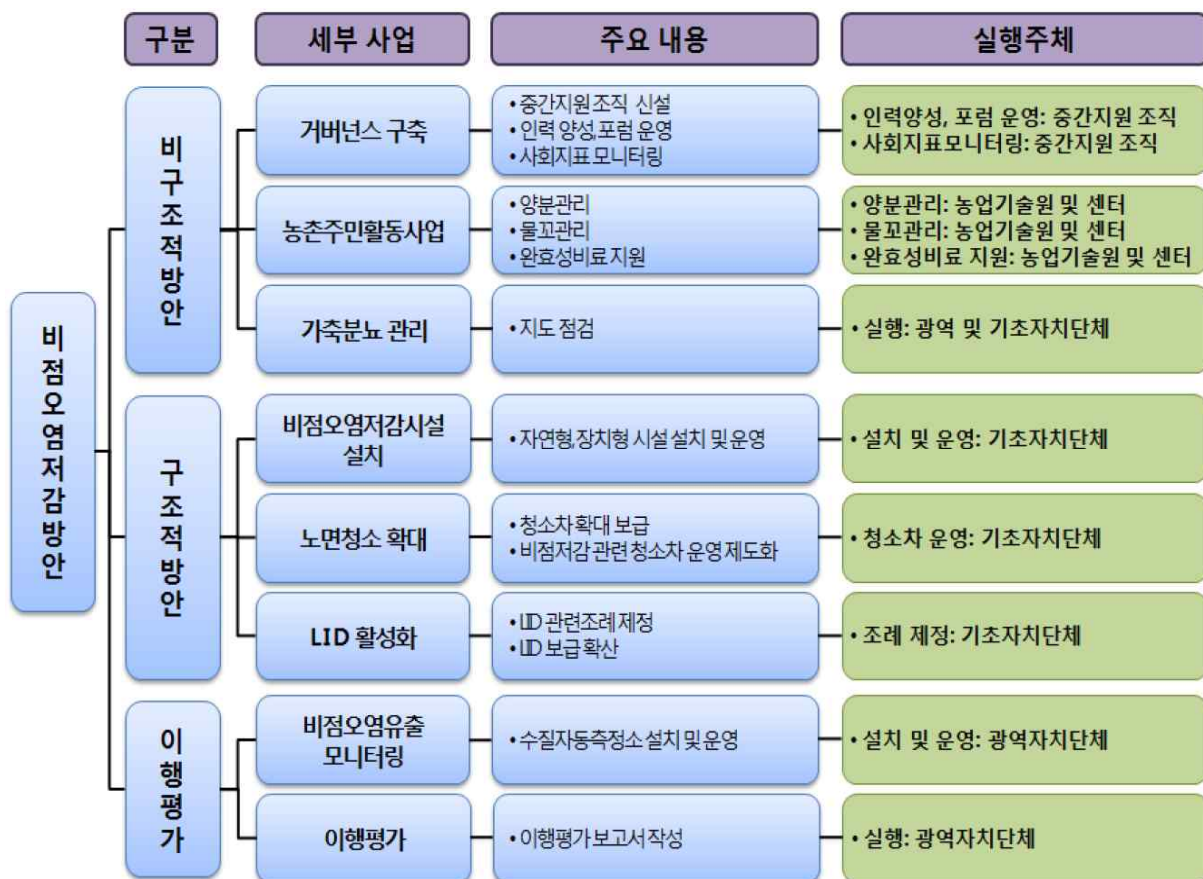 구분
세부 사업
주요 내용
실행주체
비점오염저감방안
비구조적방안
거버넌스 구축
• 중간지원 조직 신설
• 인력 양성,포럼 운영
• 사회지표 모니터링
• 인력양성, 포럼 운영: 중간지원 조직
• 사회지표모니터링: 중간지원 조직
농촌주민활동사업
• 양분관리
• 물꼬관리
• 완효성비료 지원
• 양분관리: 농업기술원 및 센터
• 물꼬관리: 농업기술원 및 센터
• 완효성비료 지원: 농업기술원 및 센터
가축분뇨 관리
• 지도 점검
• 실행: 광역 및 기초자치단체
구조적방안
비점오염저감시설
설치
• 자연형,장치형 시설 설치 및 운영
• 설치 및 운영: 기초자치단체
노면청소 확대
• 청소차 확대 보급
• 비점저감 관련 청소차 운영 제도화
• 청소차 운영: 기초자치단체
LID 활성화
• LID 관련조례 제정
• LID 보급 확산
• 조례 제정: 기초자치단체
이행평가
비점오염유출
모니터링
• 수질자동측정소 설치 및 운영
• 설치 및 운영: 광역자치단체
이행평가
• 이행평가 보고서 작성
• 실행: 광역자치단체